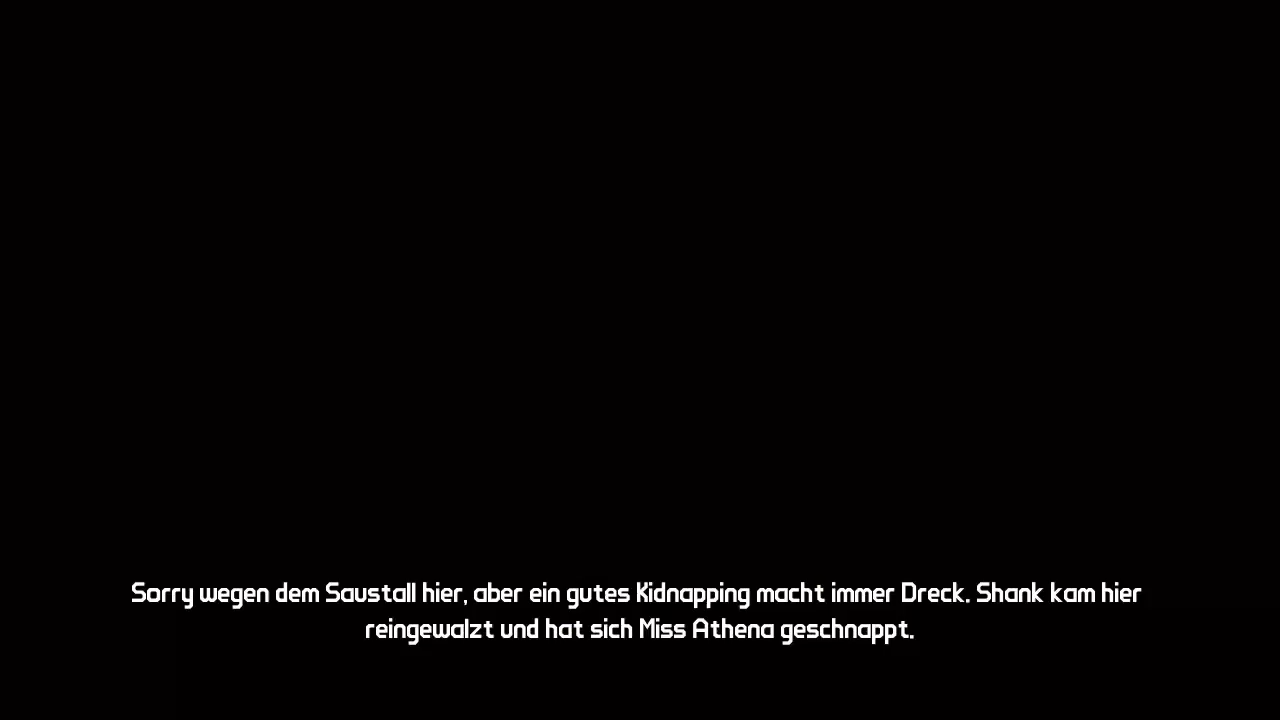 Sorry wegen dem Saustall hier, aber ein gutes Kidnapping macht immer Dreck. Shank kam hier
reingewalzt und hat sich Miss Athena geschnappt.